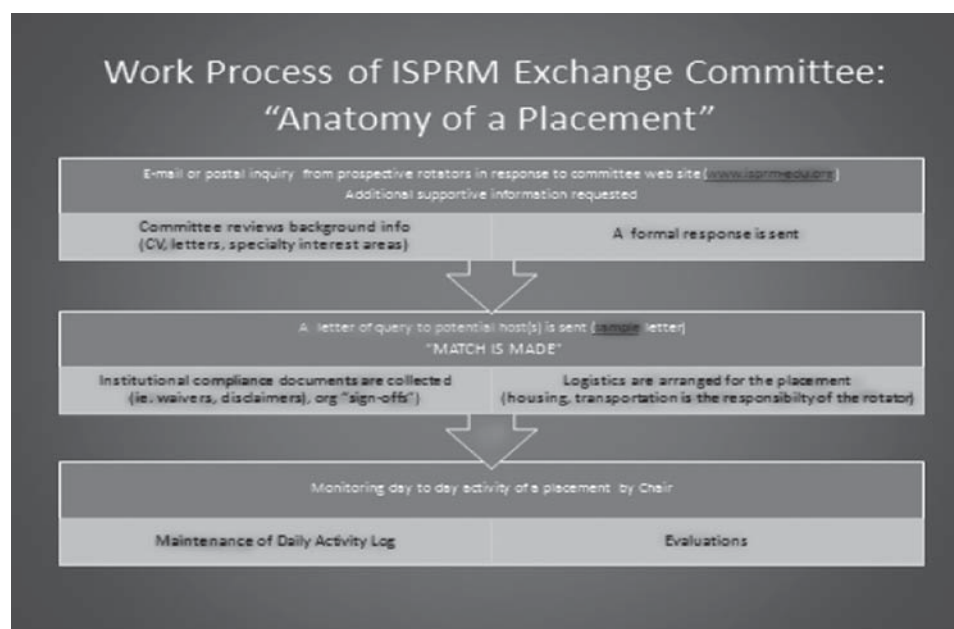 Work Process of ISPRM Exchange Committee:
“Anatomy of a Placement”
E-mail or postal inquiry from prospective rotators in response to committee web site (www.isprm-edu.org)
Additional supportive information requested
Committee reviews background info
(CV, letters, specialty interest areas)
A formal response is sent
A letter of query to potential host(s) is sent (sample letter)
“MATCH IS MADE”
Institutional compliance documents are collected
(ie. waivers, disclaimers), org “sign-offs”)
Logistics are arranged for the placement
(housing, transportation is the responsibilty of the rotator)
Monitoring day to day activity of a placement by Chair
Maintenance of Daily Activity Log
Evaluations